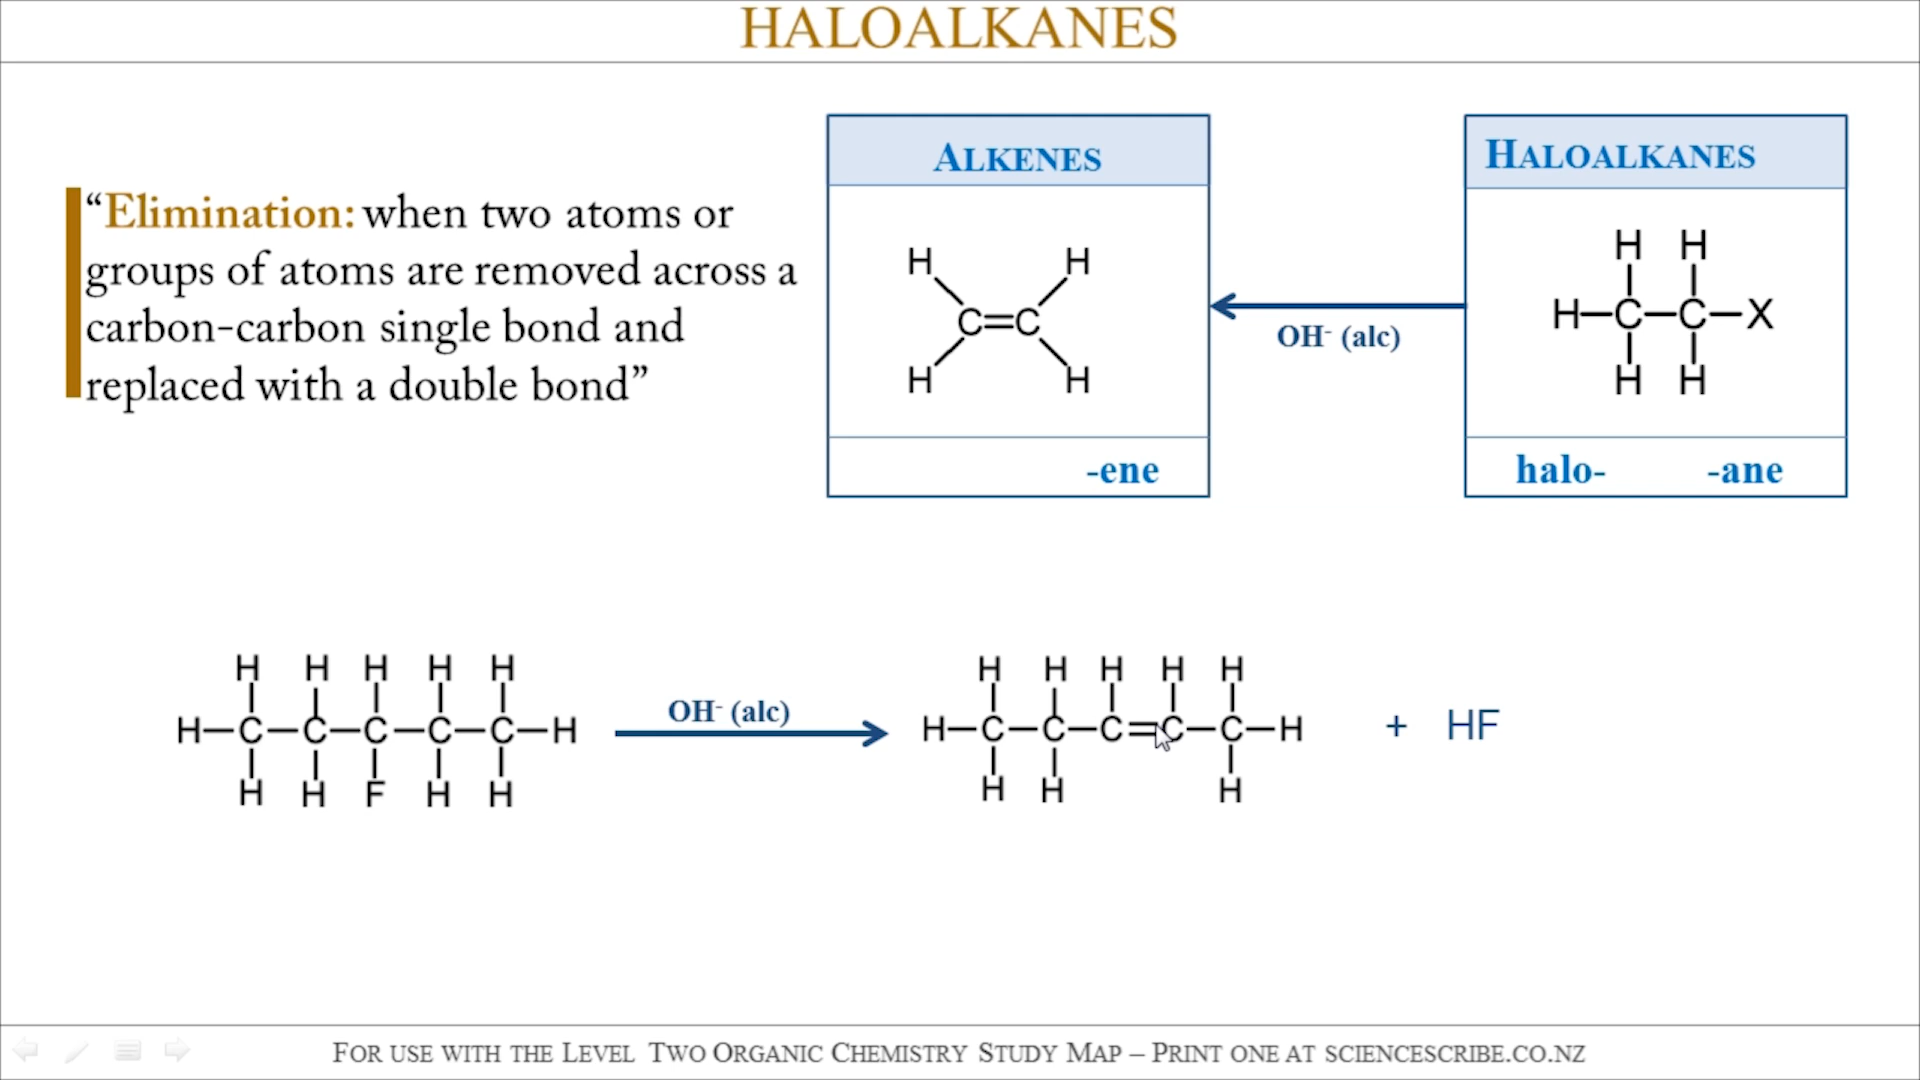 HALOALKANES
“Elimination: when two atoms or
groups of atoms are removed across a
carbon-carbon single bond and
replaced with a double bond”
ALKENES
H H
C=C
H H
-ene
OH- (alc)
HALOALKANES
H H
H-C-C-X
H H
halo- -ane
H H H H H
H-C-C-C-C-C-H
H H F H H
OH- (alc)
H H H H H
H-C-C-C=C-C-H
H H H
+ HF
FOR USE WITH THE LEVEL TWO ORGANIC CHEMISTRY STUDY MAP – PRINT ONE AT SCIENCESCRIBE.CO.NZ